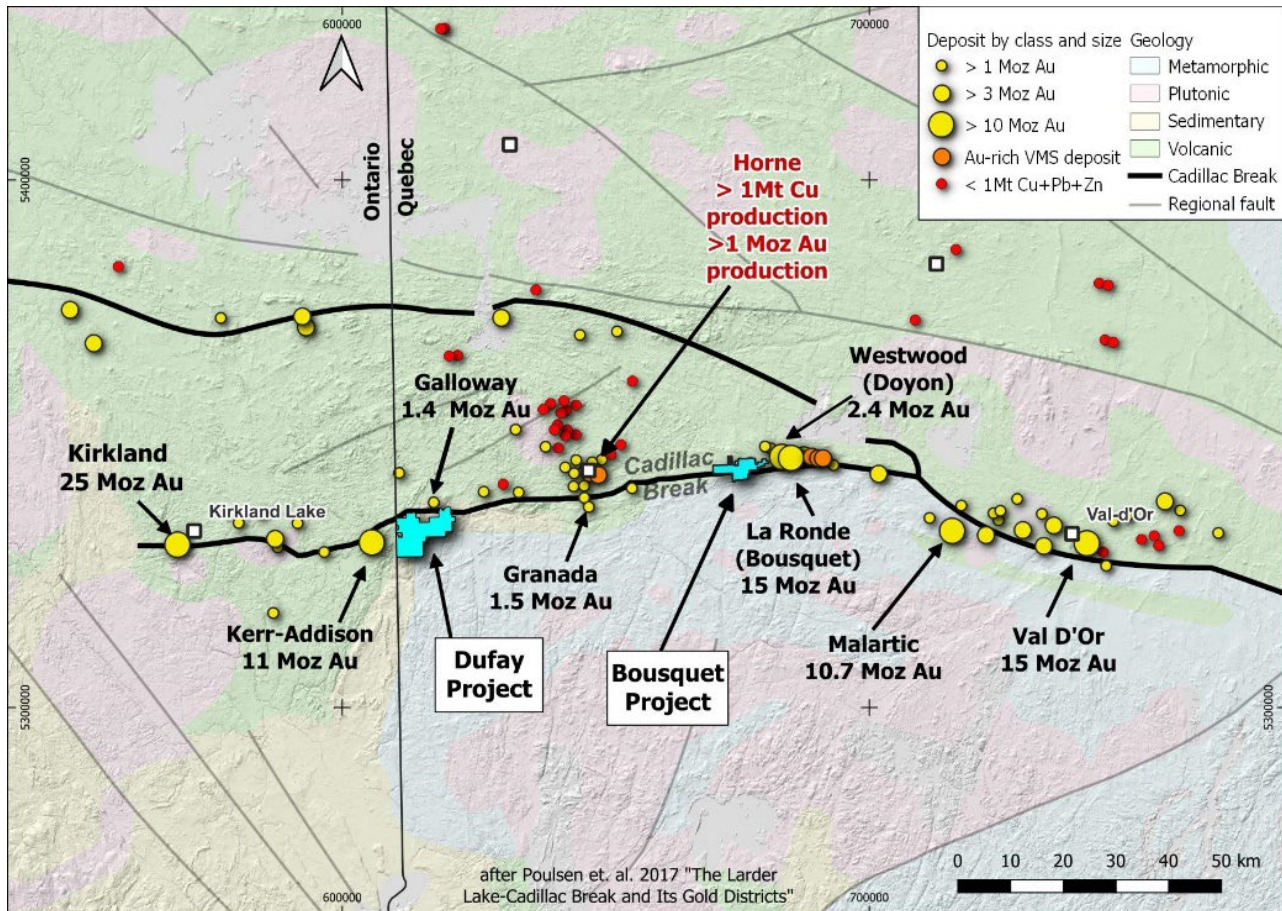 600000
700000
Deposit by class and size
> 1 Moz Au
> 3 Moz Au
> 10 Moz Au
Au-rich VMS deposit
< 1Mt Cu+Pb+Zn
Geology
Metamorphic
Plutonic
Sedimentary
Volcanic
Cadillac Break
Regional fault
5400000
5400000
Ontario
Quebec
Horne
> 1Mt Cu
production
>1 Moz Au
production
Galloway
1.4 Moz Au
Westwood
(Doyon)
2.4 Moz Au
Kirkland
25 Moz Au
Kirkland Lake
Cadillac
Break
Val-d'Or
Kerr-Addison
11 Moz Au
Dufay
Project
Granada
1.5 Moz Au
Bousquet
Project
La Ronde
(Bousquet)
15 Moz Au
Malartic
10.7 Moz Au
Val D'Or
15 Moz Au
5300000
5300000
0 10 20 30 40 50 km
after Poulsen et. al. 2017 "The Larder
Lake-Cadillac Break and Its Gold Districts"
600000
700000